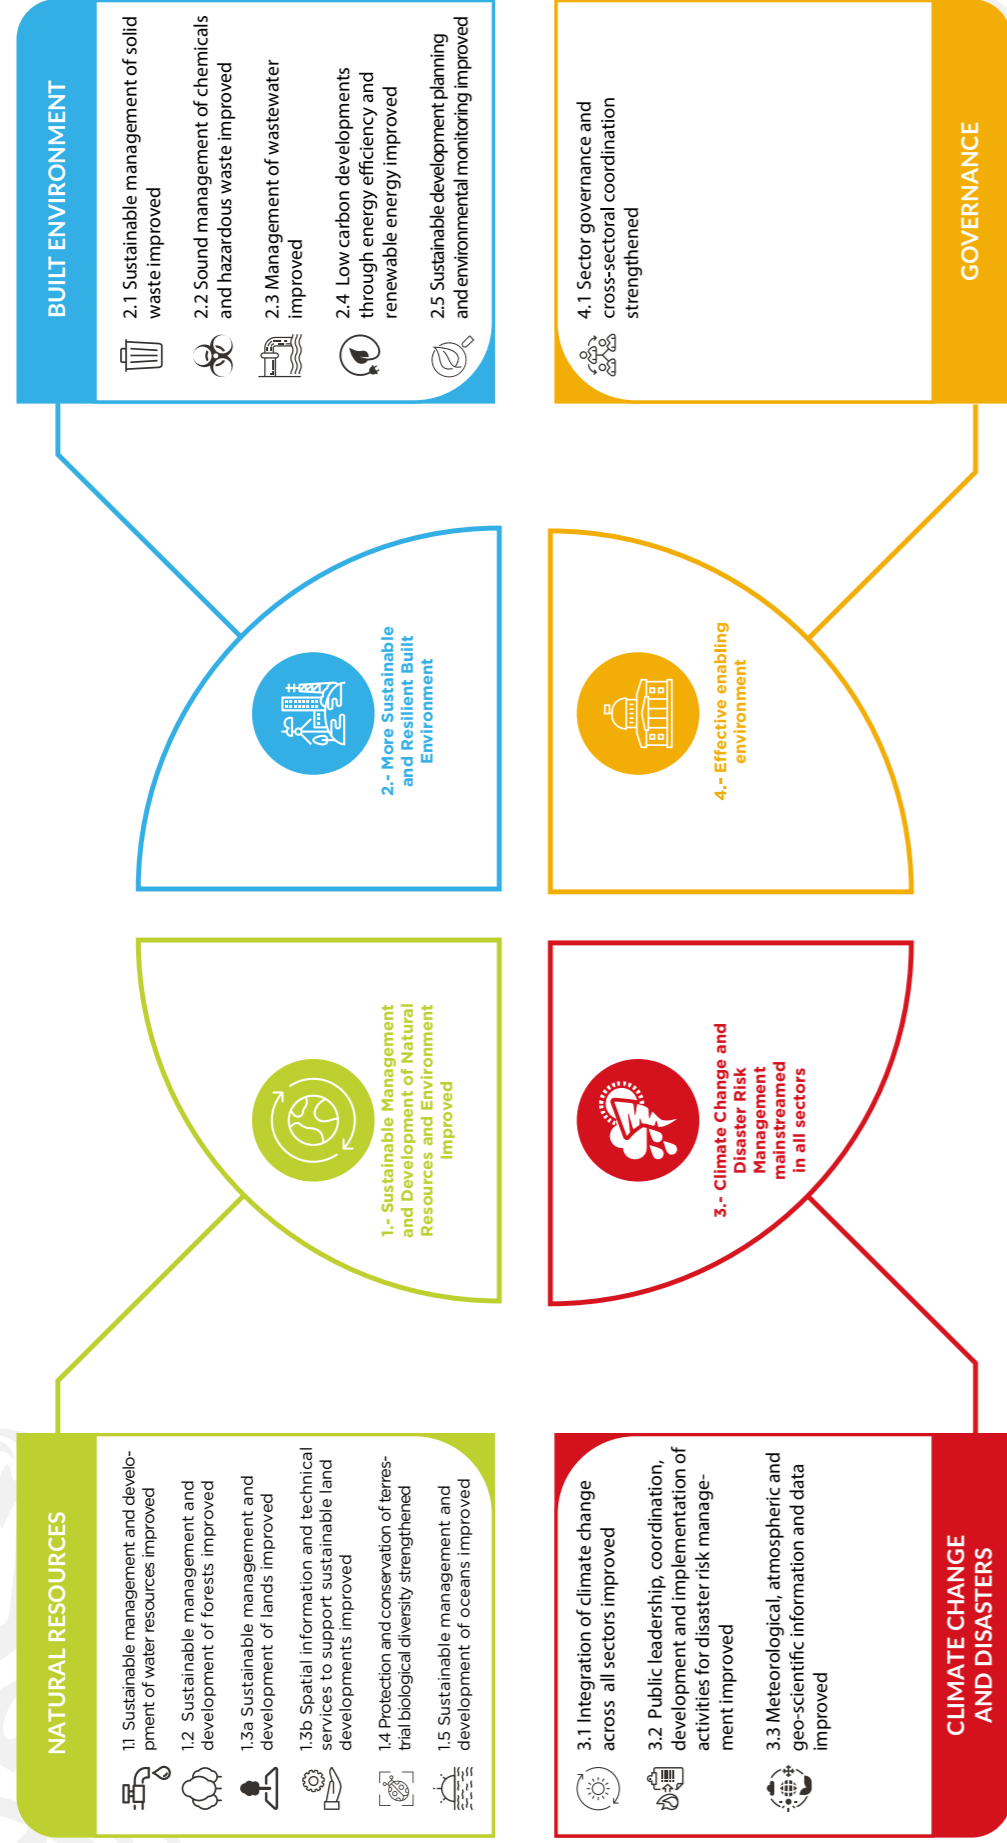 NATURAL RESOURCES
1.1 Sustainable management and develo-
pment of water resources improved
1.2 Sustainable management and
development of forests improved
1.3a Sustainable management and
development of lands improved
1.3b Spatial information and technical
services to support sustainable land
developments improved
1.4 Protection and conservation of terres-
trial biological diversity strengthened
1.5 Sustainable management and
development of oceans improved
1.- Sustainable Management
and Development of Natural
Resources and Environment
Improved
2.- More Sustainable
and Resilient Built
Environment
BUILT ENVIRONMENT
2.1 Sustainable management of solid
waste improved
2.2 Sound management of chemicals
and hazardous waste improved
2.3 Management of wastewater
improved
2.4 Low carbon developments
through energy efficiency and
renewable energy improved
2.5 Sustainable development planning
and environmental monitoring improved
3.1 Integration of climate change
across all sectors improved
3.2 Public leadership, coordination,
development and implementation of
activities for disaster risk manage-
ment improved
3.3 Meteorological, atmospheric and
geo-scientific information and data
improved
CLIMATE CHANGE
AND DISASTERS
3.- Climate Change and
Disaster Risk
Management
mainstreamed
in all sectors
4.- Effective enabling
environment
4.1 Sector governance and
cross-sectoral coordination
strengthened
GOVERNANCE